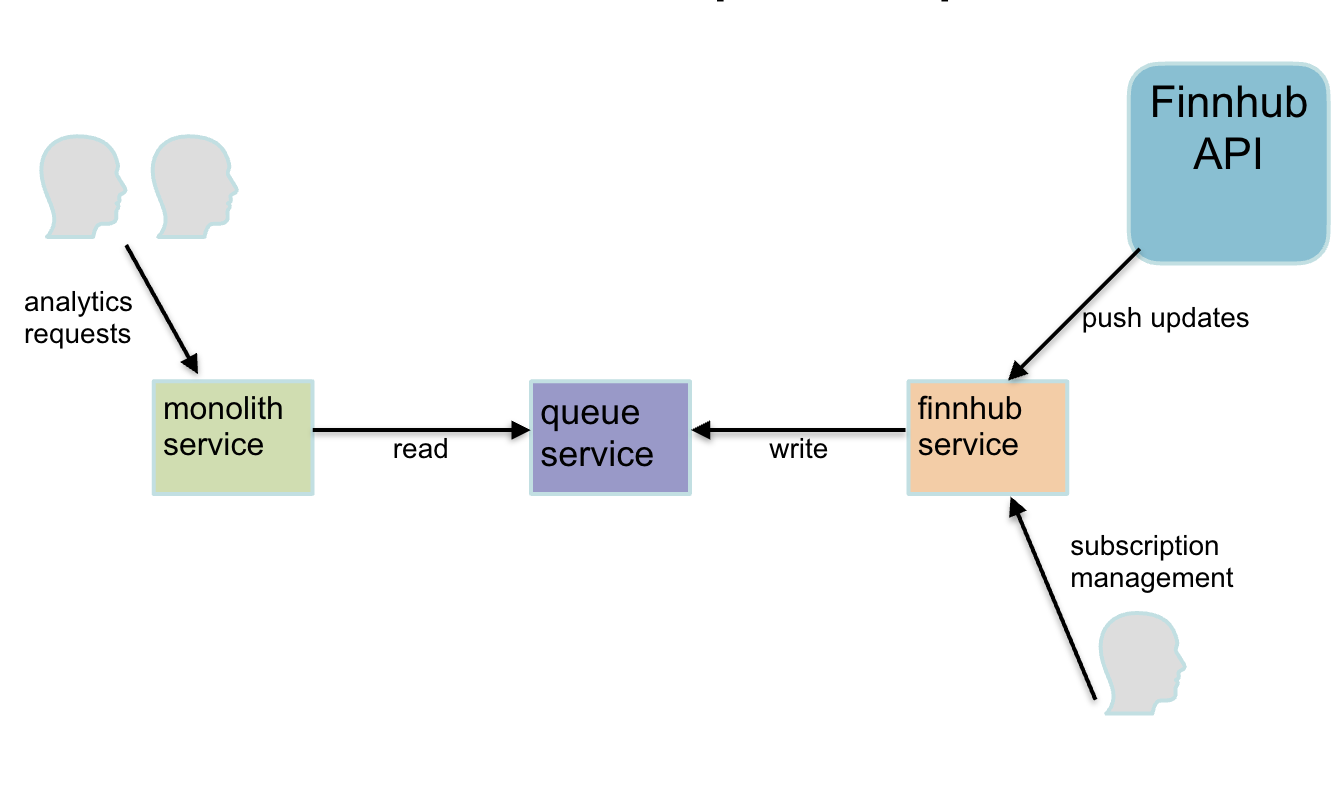 Finnhub
API
analytics
requests
push updates
monolith
service
read
queue
service
write
finnhub
service
subscription
management